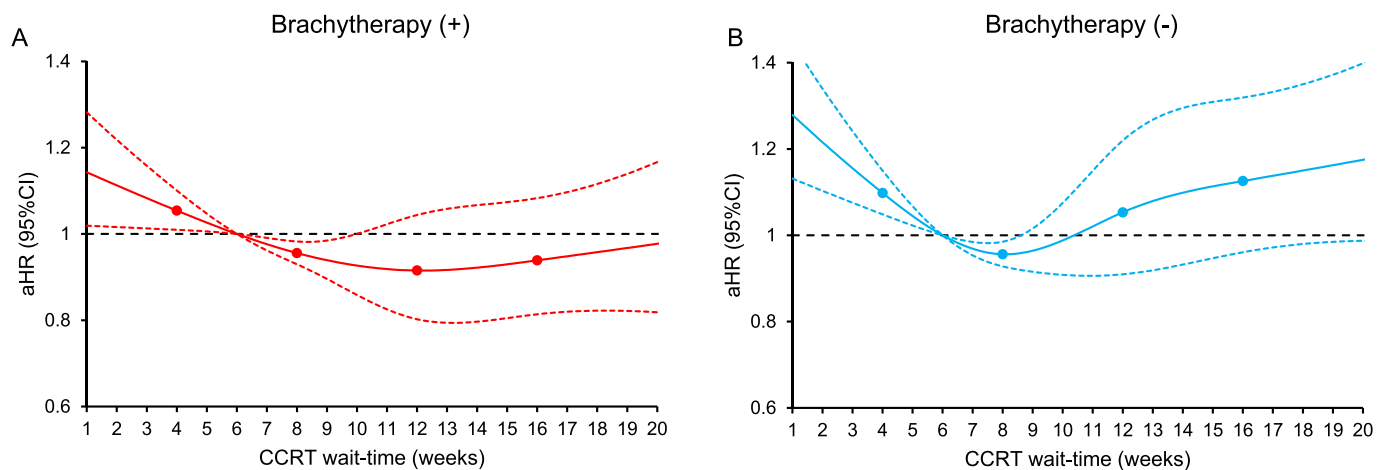 A
Brachytherapy (+)
1.4
1.2
1
0.8
0.6
aHR (95%CI)
1 2 3 4 5 6 7 8 9 10 11 12 13 14 15 16 17 18 19 20
CCRT wait-time (weeks)
B
Brachytherapy (-)
1.4
1.2
1
0.8
0.6
aHR (95%CI)
1 2 3 4 5 6 7 8 9 10 11 12 13 14 15 16 17 18 19 20
CCRT wait-time (weeks)